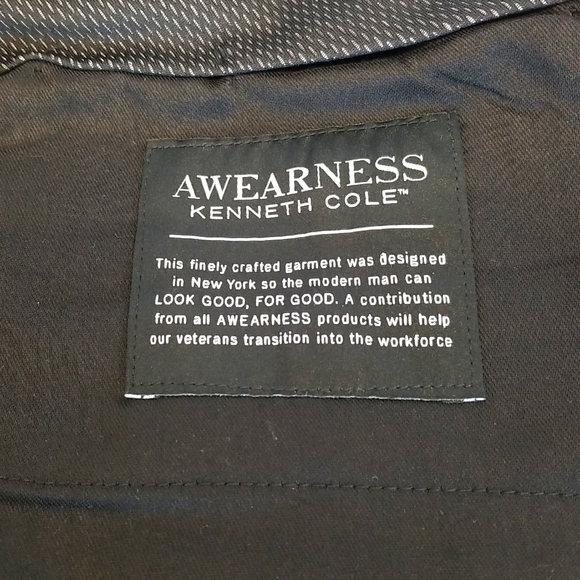 AWEARNESS
KENNETH COLE™
This finely crafted garment was designed
in New York so the modern man can
LOOK GOOD, FOR GOOD. A contribution
from all AWEARNESS products will help
our veterans transition into the workforce